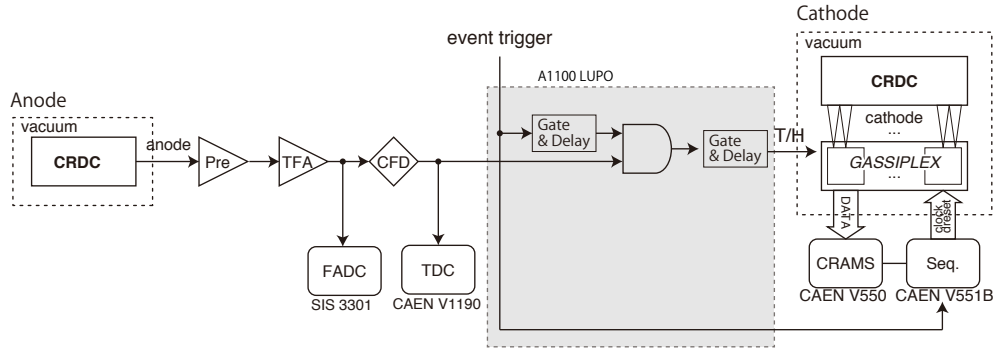 Anode
vacuum
CRDC
anode
Pre
TFA
CFD
FADC
SIS 3301
TDC
CAEN V1190
event trigger
A1100 LUPO
Gate
& Delay
Gate
& Delay
T/H
Cathode
vacuum
CRDC
cathode
...
GASSIPLEX
...
DATA
clock
dreset
CRAMS
CAEN V550
Seq.
CAEN V551B